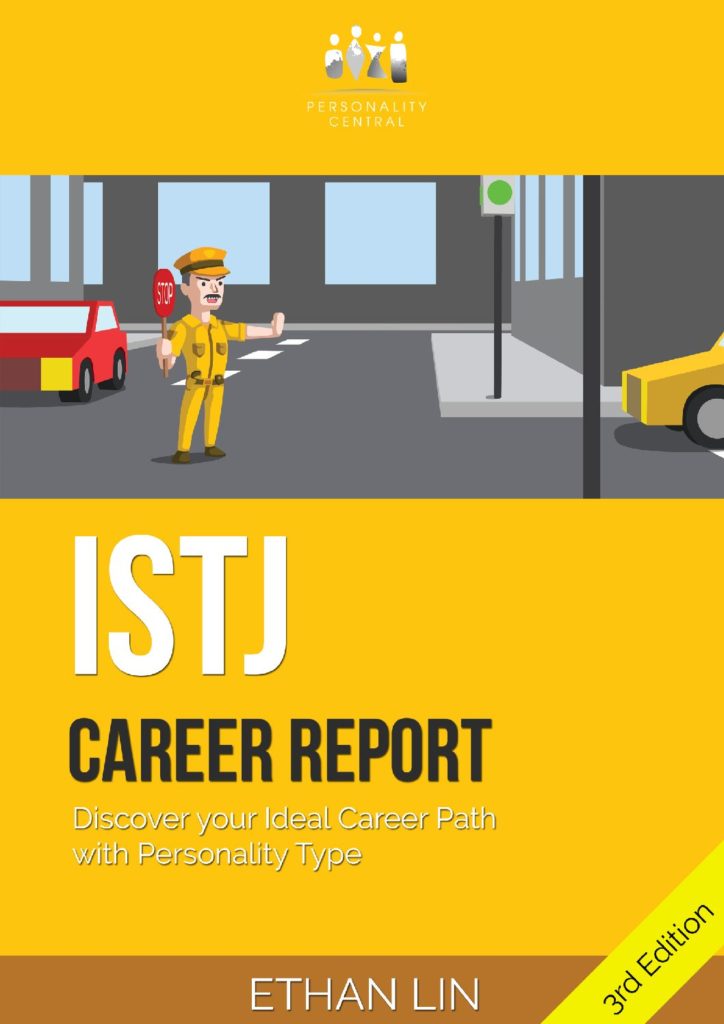 PERSONALITY
CENTRAL
STOP
ISTJ
CAREER REPORT
Discover your Ideal Career Path
with Personality Type
3rd Edition
ETHAN LIN